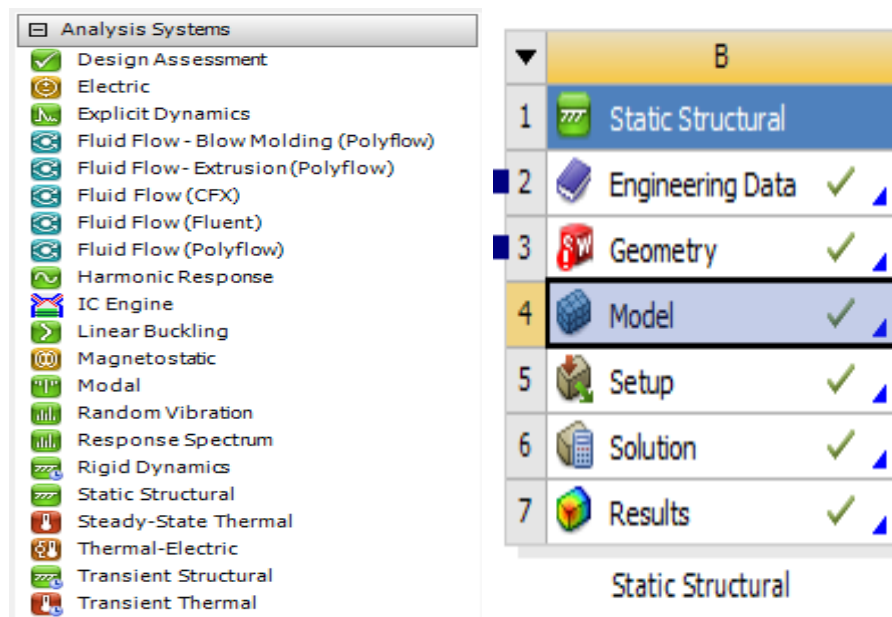 Analysis Systems
Design Assessment
Electric
Explicit Dynamics
Fluid Flow - Blow Molding (Polyflow)
Fluid Flow - Extrusion (Polyflow)
Fluid Flow (CFX)
Fluid Flow (Fluent)
Fluid Flow (Polyflow)
Harmonic Response
IC Engine
Linear Buckling
Magnetostatic
Modal
Random Vibration
Response Spectrum
Rigid Dynamics
Static Structural
Steady-State Thermal
Thermal-Electric
Transient Structural
Transient Thermal
B
1 Static Structural
2 Engineering Data
3 SW Geometry
4 Model
5 Setup
6 Solution
7 Results
Static Structural